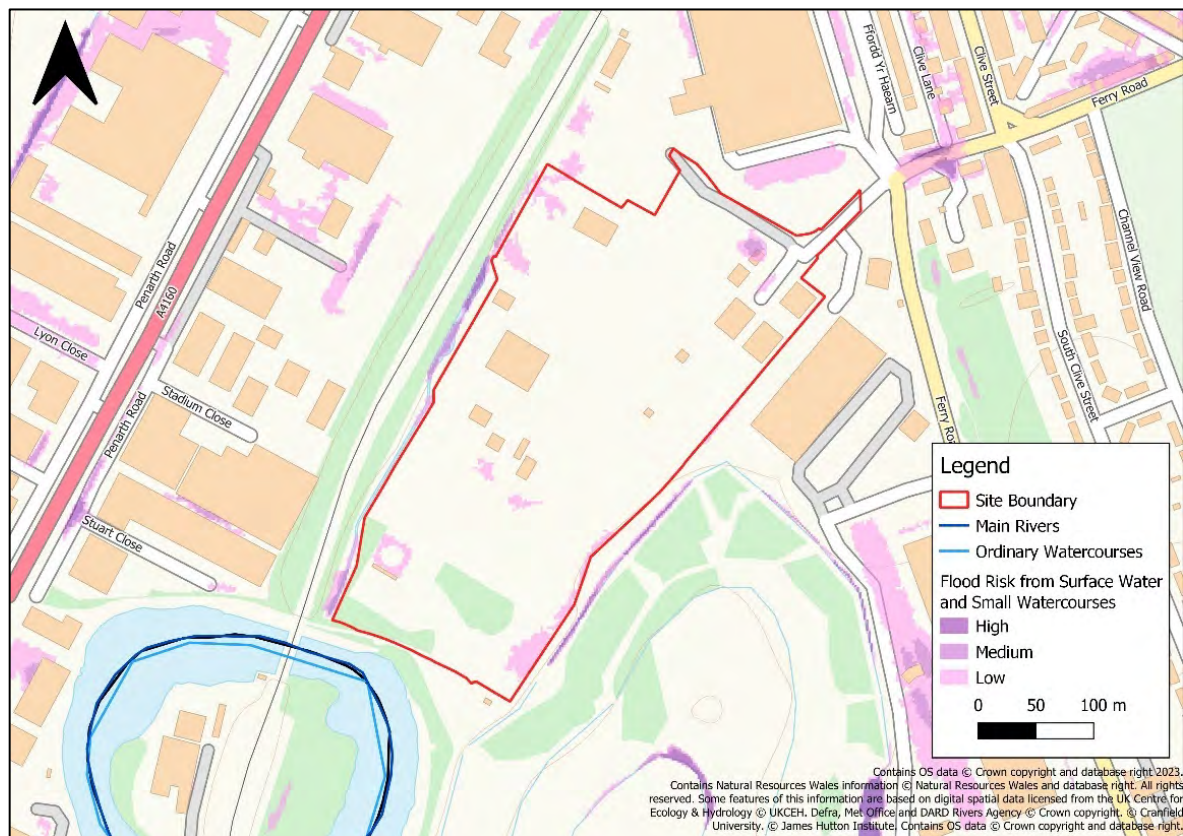 Ffordd Yr Haearn
Clive Lane
Clive Street
Ferry Road
Penarth Road
A4160
Lyon Close
Stadium Close
Penarth Road
Stuart Close
Channel View Road
South Clive Street
Ferry
Legend
Site Boundary
Main Rivers
Ordinary Watercourses
Flood Risk from Surface Water
and Small Watercourses
High
Medium
Low
0 50 100 m
Contains OS data © Crown copyright and database right 2023.
Contains Natural Resources Wales information © Natural Resources Wales and database right. All rights
reserved. Some features of this information are based on digital spatial data licensed from the UK Centre for
Ecology & Hydrology © UKCEH. Defra, Met Office and DARD Rivers Agency © Crown copyright. © Cranfield
University. © James Hutton Institute. Contains OS data © Crown copyright and database right.